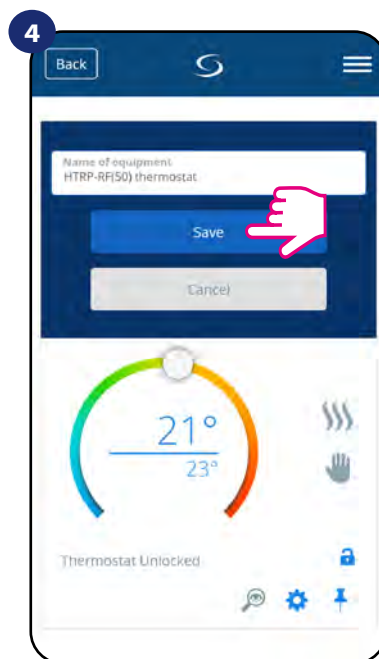 4
Back
Name of equipment
HTRP-RF(50) thermostat
Save
Cancel
21°
23°
Thermostat Unlocked